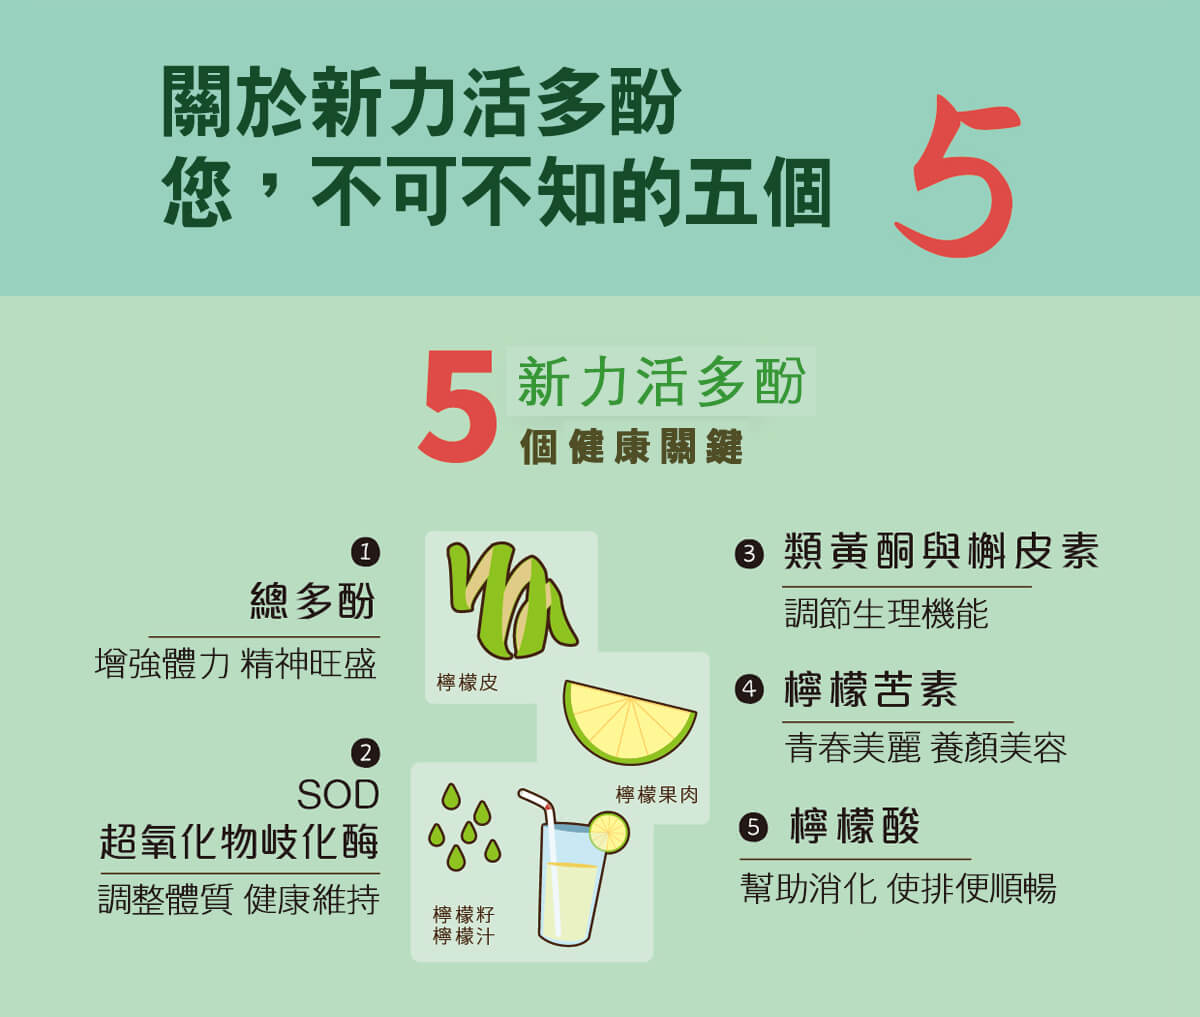 關於新力活多酚
您，不可不知的五個 5
5 新力活多酚
個健康關鍵
1
總多酚
增強體力 精神旺盛
2
SOD
超氧化物岐化酶
調整體質 健康維持
檸檬皮
檸檬果肉
檸檬籽
檸檬汁
3 類黃酮與槲皮素
調節生理機能
4 檸檬苦素
青春美麗 養顏美容
5 檸檬酸
幫助消化 使排便順暢